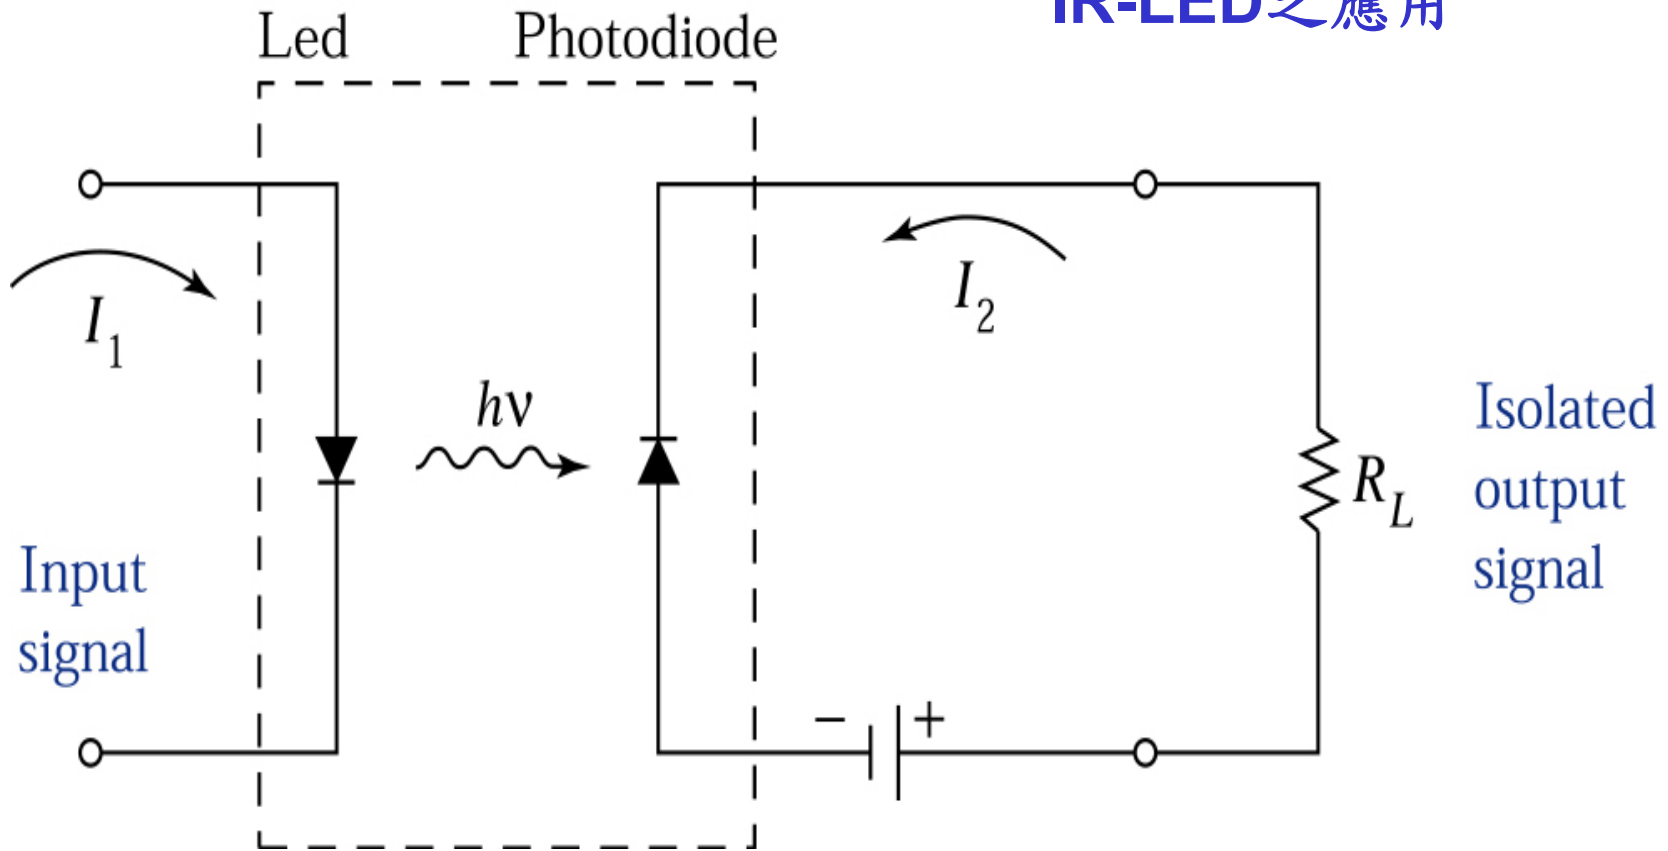 IR-LED之應用
Led
Photodiode
I1
I2
hν
Input
signal
− +
RL
Isolated
output
signal